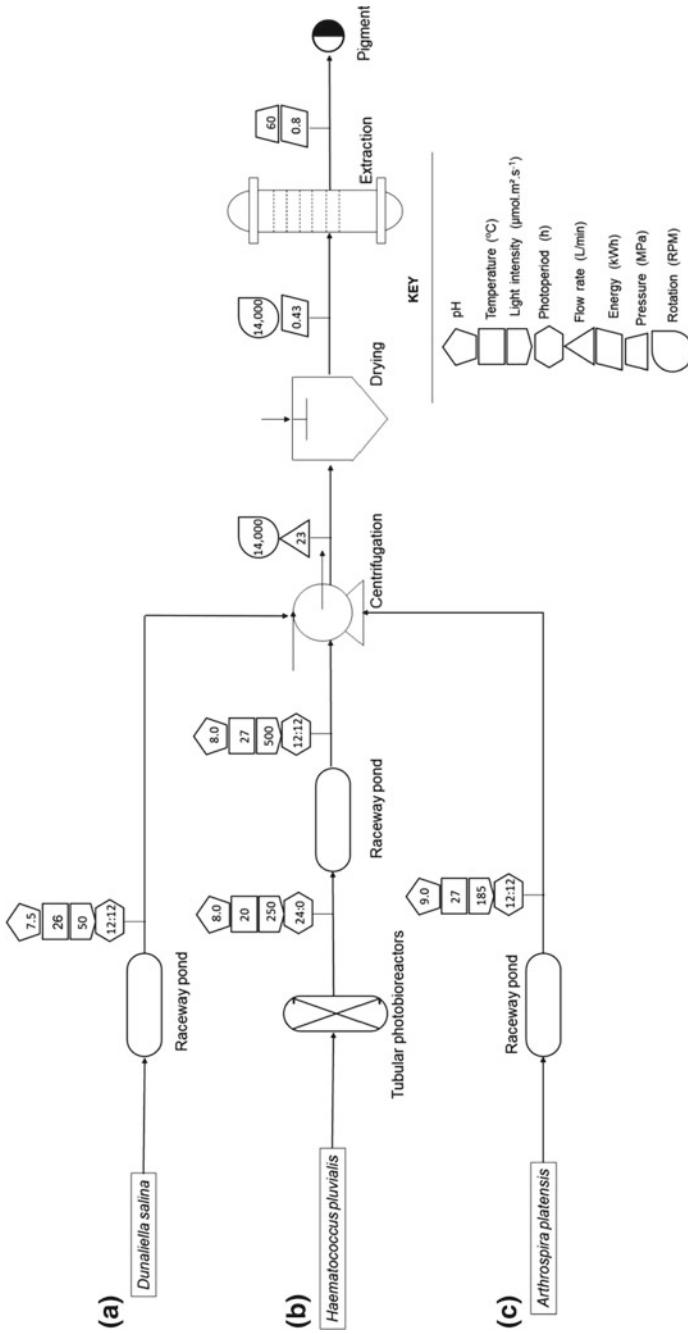 (a)
Dunaliella salina
Raceway pond
7.5
26
50
12:12
(b)
Haematococcus pluvialis
Tubular photobioreactors
8.0
20
250
24:0
Raceway pond
8.0
27
500
12:12
(c)
Arthrospira platensis
Raceway pond
9.0
27
185
12:12
Centrifugation
14,000
23
Drying
14,000
0.43
Extraction
60
0.8
Pigment
KEY
pH
Temperature (ºC)
Light intensity (µmol.m².s⁻¹)
Photoperiod (h)
Flow rate (L/min)
Energy (kWh)
Pressure (MPa)
Rotation (RPM)